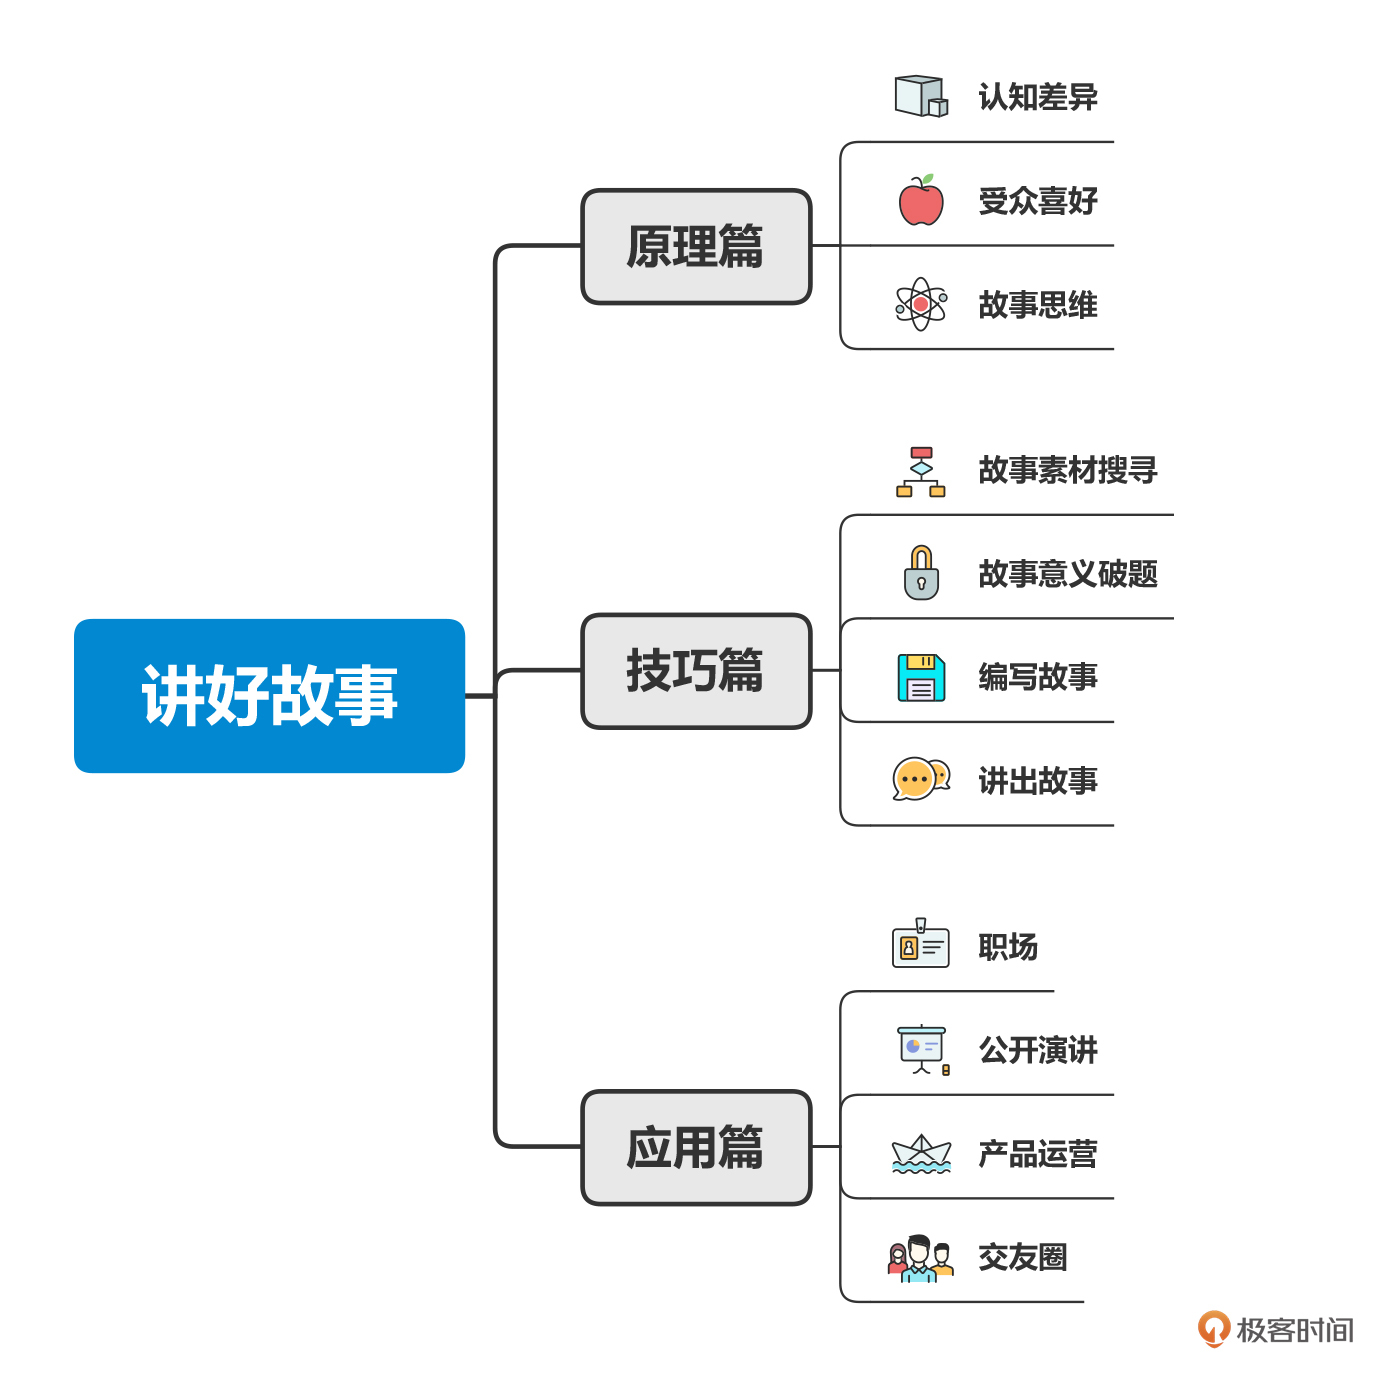 讲好故事
原理篇
认知差异
受众喜好
故事思维
技巧篇
故事素材搜寻
故事意义破题
编写故事
讲出故事
应用篇
职场
公开演讲
产品运营
交友圈
极客时间